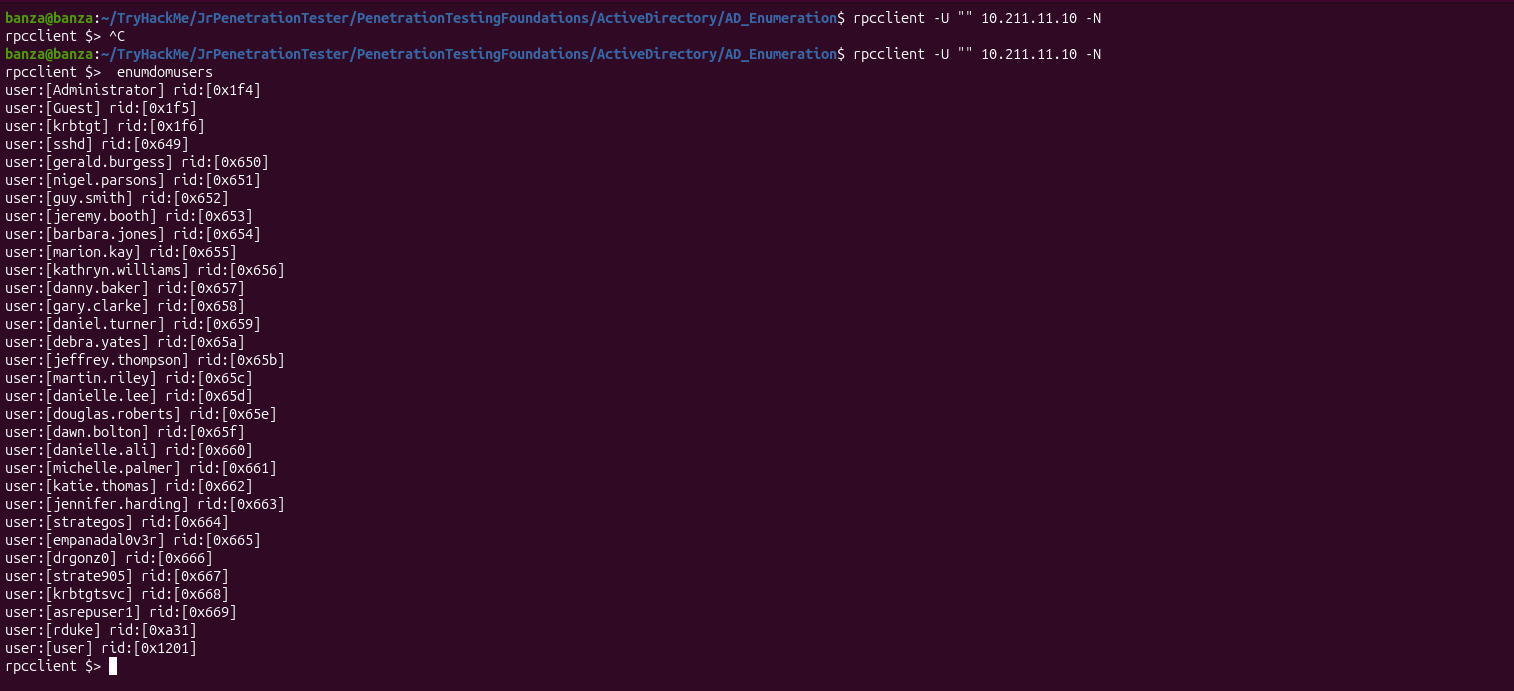 banza@banza:~/TryHackMe/JrPenetrationTester/PenetrationTestingFoundations/ActiveDirectory/AD_Enumeration$ rpcclient -U "" 10.211.11.10 -N
rpcclient $> ^C
banza@banza:~/TryHackMe/JrPenetrationTester/PenetrationTestingFoundations/ActiveDirectory/AD_Enumeration$ rpcclient -U "" 10.211.11.10 -N
rpcclient $>  enumdomusers
user:[Administrator] rid:[0x1f4]
user:[Guest] rid:[0x1f5]
user:[krbtgt] rid:[0x1f6]
user:[sshd] rid:[0x649]
user:[gerald.burgess] rid:[0x650]
user:[nigel.parsons] rid:[0x651]
user:[guy.smith] rid:[0x652]
user:[jeremy.booth] rid:[0x653]
user:[barbara.jones] rid:[0x654]
user:[marion.kay] rid:[0x655]
user:[kathryn.williams] rid:[0x656]
user:[danny.baker] rid:[0x657]
user:[gary.clarke] rid:[0x658]
user:[daniel.turner] rid:[0x659]
user:[debra.yates] rid:[0x65a]
user:[jeffrey.thompson] rid:[0x65b]
user:[martin.riley] rid:[0x65c]
user:[danielle.lee] rid:[0x65d]
user:[douglas.roberts] rid:[0x65e]
user:[dawn.bolton] rid:[0x65f]
user:[danielle.ali] rid:[0x660]
user:[michelle.palmer] rid:[0x661]
user:[katie.thomas] rid:[0x662]
user:[jennifer.harding] rid:[0x663]
user:[strategos] rid:[0x664]
user:[empanadal0v3r] rid:[0x665]
user:[drgonz0] rid:[0x666]
user:[strate905] rid:[0x667]
user:[krbtgtsvc] rid:[0x668]
user:[asrepuser1] rid:[0x669]
user:[rduke] rid:[0xa31]
user:[user] rid:[0x1201]
rpcclient $>